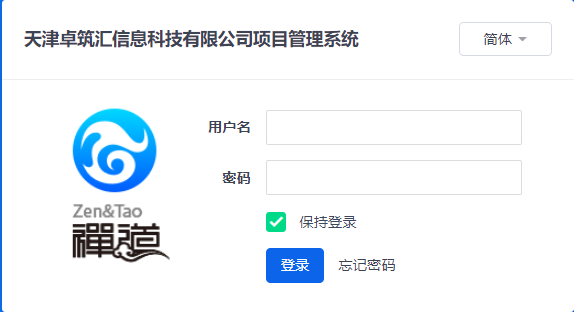 天津卓筑汇信息科技有限公司项目管理系统
简体
用户名
密码
Zen&Tao
禪道
保持登录
登录 忘记密码